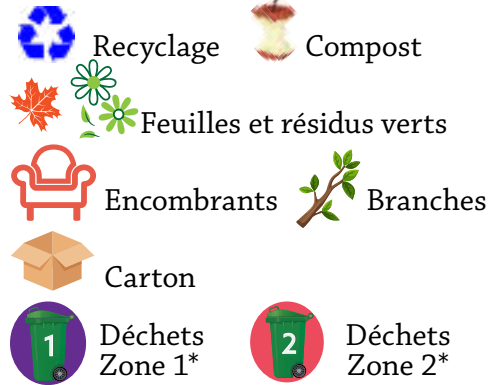 Recyclage Compost
Feuilles et résidus verts
Encombrants Branches
Carton
1 Déchets Zone 1*
2 Déchets Zone 2*